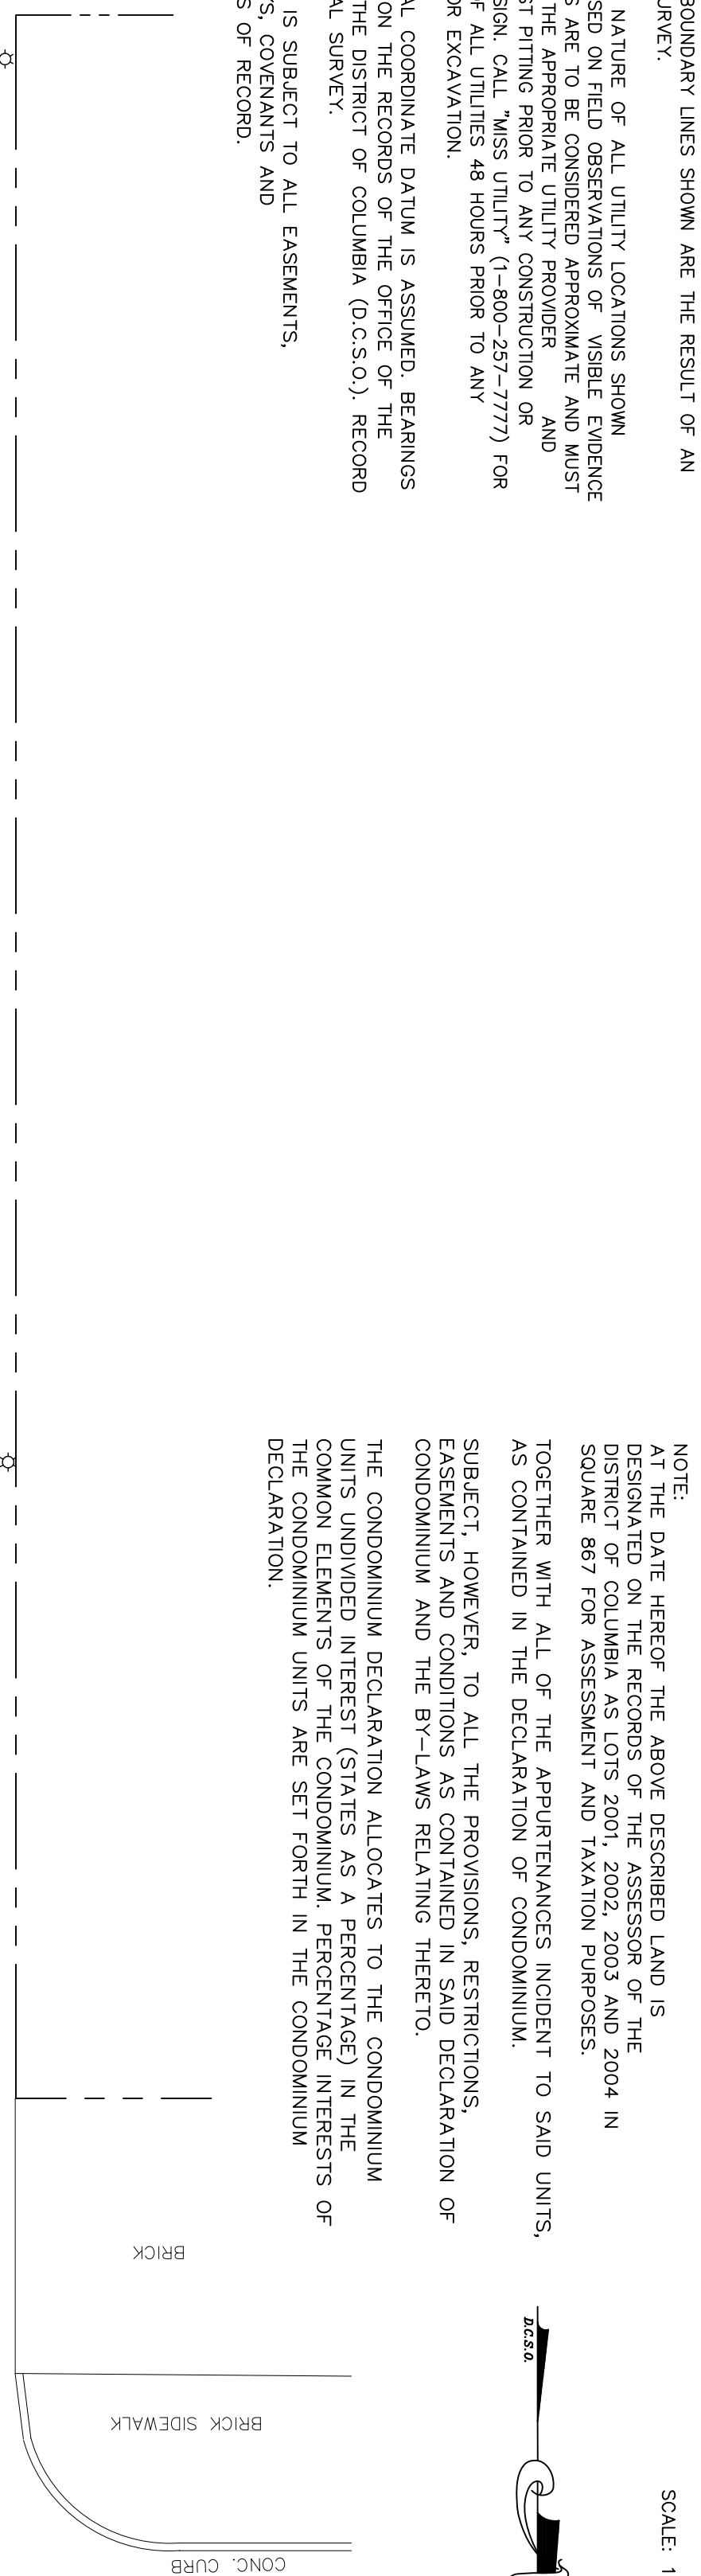 BOUNDARY LINES SHOWN ARE THE RESULT OF AN
URVEY.
NATURE OF ALL UTILITY LOCATIONS SHOWN
SED ON FIELD OBSERVATIONS OF VISIBLE EVIDENCE
S ARE TO BE CONSIDERED APPROXIMATE AND MUST
THE APPROPRIATE UTILITY PROVIDER AND
ST PITTING PRIOR TO ANY CONSTRUCTION OR
SIGN. CALL "MISS UTILITY" (1-800-257-7777) FOR
OF ALL UTILITIES 48 HOURS PRIOR TO ANY
OR EXCAVATION.
AL COORDINATE DATUM IS ASSUMED. BEARINGS
ON THE RECORDS OF THE OFFICE OF THE
THE DISTRICT OF COLUMBIA (D.C.S.O.). RECORD
AL SURVEY.
IS SUBJECT TO ALL EASEMENTS,
'S, COVENANTS AND
S OF RECORD.
NOTE:
AT THE DATE HEREOF THE ABOVE DESCRIBED LAND IS
DESIGNATED ON THE RECORDS OF THE ASSESSOR OF THE
DISTRICT OF COLUMBIA AS LOTS 2001, 2002, 2003 AND 2004 IN
SQUARE 867 FOR ASSESSMENT AND TAXATION PURPOSES.
TOGETHER WITH ALL OF THE APPURTENANCES INCIDENT TO SAID UNITS,
AS CONTAINED IN THE DECLARATION OF CONDOMINIUM.
SUBJECT, HOWEVER, TO ALL THE PROVISIONS, RESTRICTIONS,
EASEMENTS AND CONDITIONS AS CONTAINED IN SAID DECLARATION OF
CONDOMINIUM AND THE BY-LAWS RELATING THERETO.
THE CONDOMINIUM DECLARATION ALLOCATES TO THE CONDOMINIUM
UNITS UNDIVIDED INTEREST (STATES AS A PERCENTAGE) IN THE
COMMON ELEMENTS OF THE CONDOMINIUM. PERCENTAGE INTERESTS OF
THE CONDOMINIUM UNITS ARE SET FORTH IN THE CONDOMINIUM
DECLARATION.
SCALE: 1
D.C.S.O.
BRICK
BRICK SIDEWALK
CONC. CURB